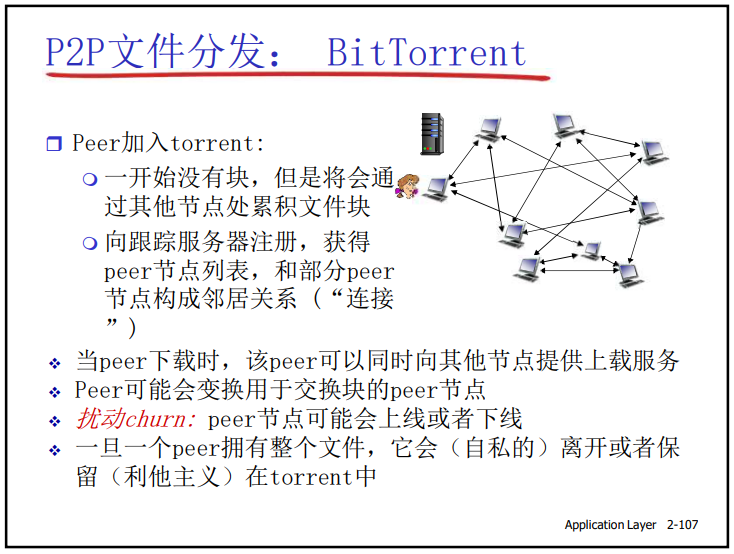 P2P文件分发： BitTorrent
Peer加入torrent:
一开始没有块，但是将会通
过其他节点处累积文件块
向跟踪服务器注册，获得
peer节点列表，和部分peer
节点构成邻居关系 (“连接
”)
当peer下载时，该peer可以同时向其他节点提供上载服务
Peer可能会变换用于交换块的peer节点
扰动churn: peer节点可能会上线或者下线
一旦一个peer拥有整个文件，它会（自私的）离开或者保
留（利他主义）在torrent中
Application Layer 2-107